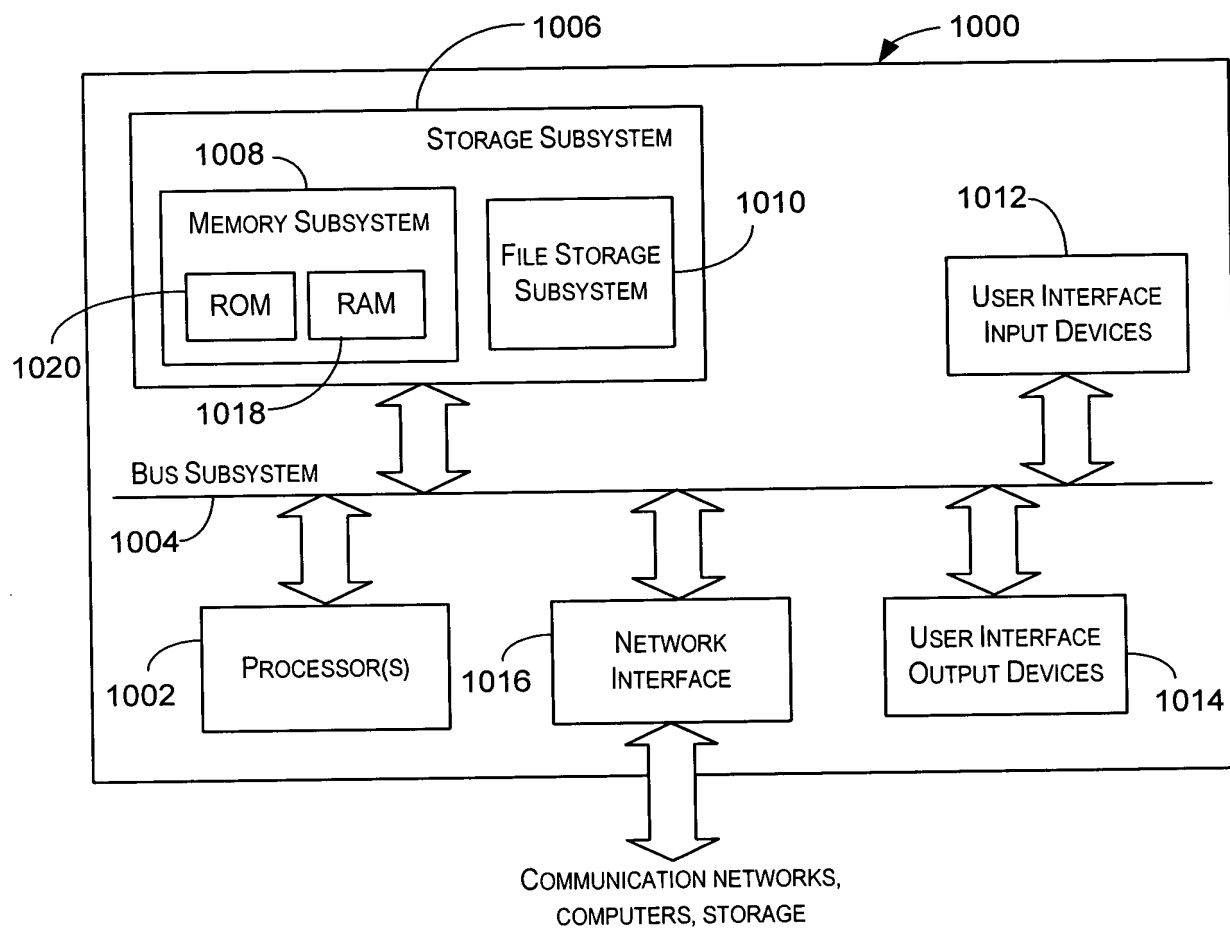 1006
1000
STORAGE SUBSYSTEM
1008
MEMORY SUBSYSTEM
1010
1012
FILE STORAGE
SUBSYSTEM
ROM
RAM
USER INTERFACE
INPUT DEVICES
1020
1018
BUS SUBSYSTEM
1004
PROCESSOR(S)
1002
NETWORK
INTERFACE
1016
USER INTERFACE
OUTPUT DEVICES
1014
COMMUNICATION NETWORKS,
COMPUTERS, STORAGE